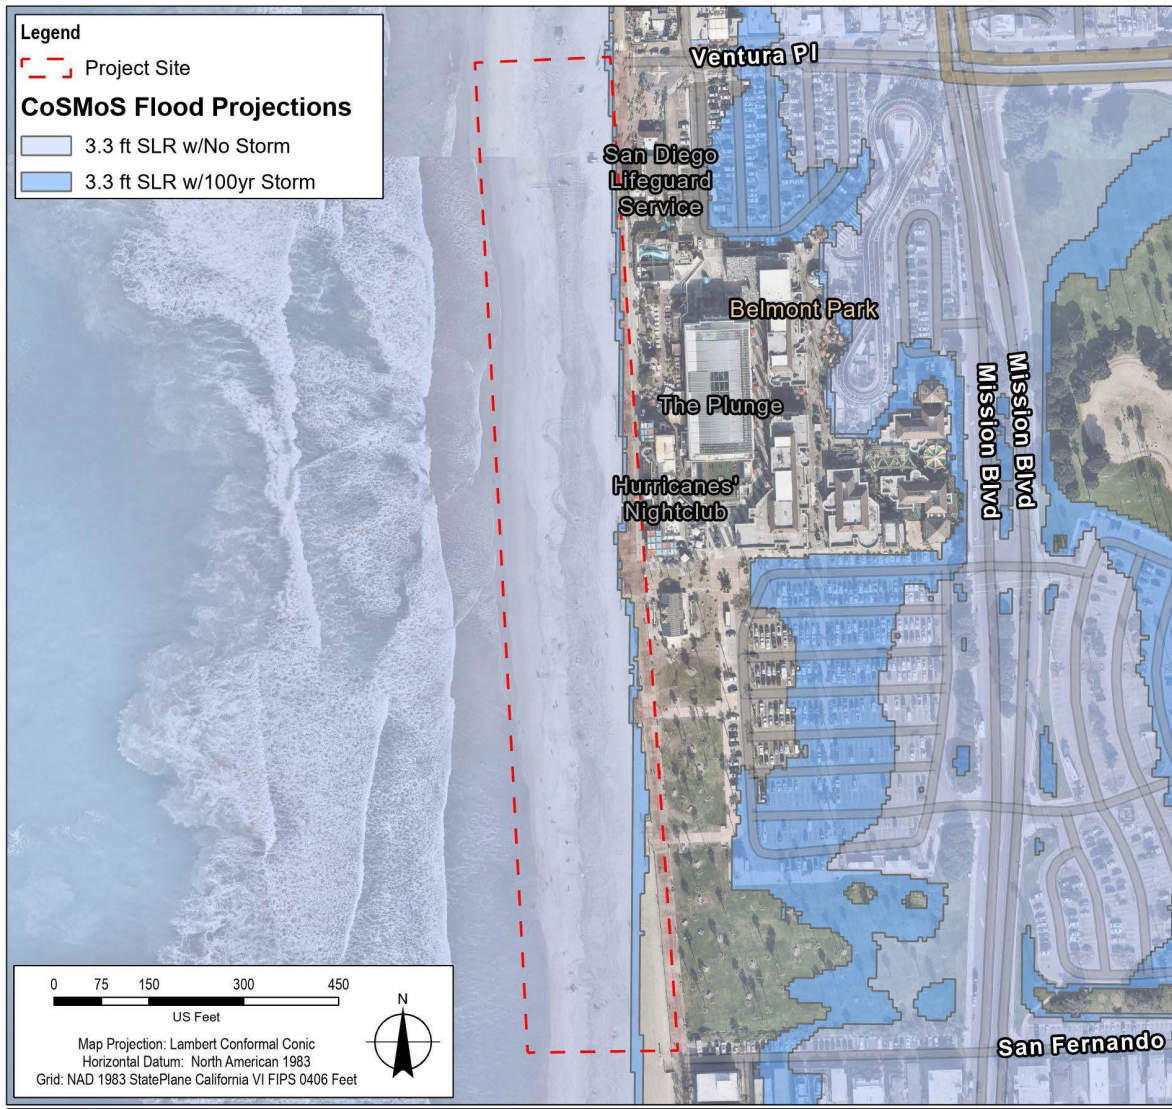 Legend
Project Site
CoSMoS Flood Projections
3.3 ft SLR w/No Storm
3.3 ft SLR w/100yr Storm
Ventura Pl
San Diego
Lifeguard
Service
Belmont Park
The Plunge
Mission Blvd
Mission Blvd
Hurricanes'
Nightclub
0 75 150 300 450
US Feet
N
Map Projection: Lambert Conformal Conic
Horizontal Datum: North American 1983
Grid: NAD 1983 StatePlane California VI FIPS 0406 Feet
San Fernando